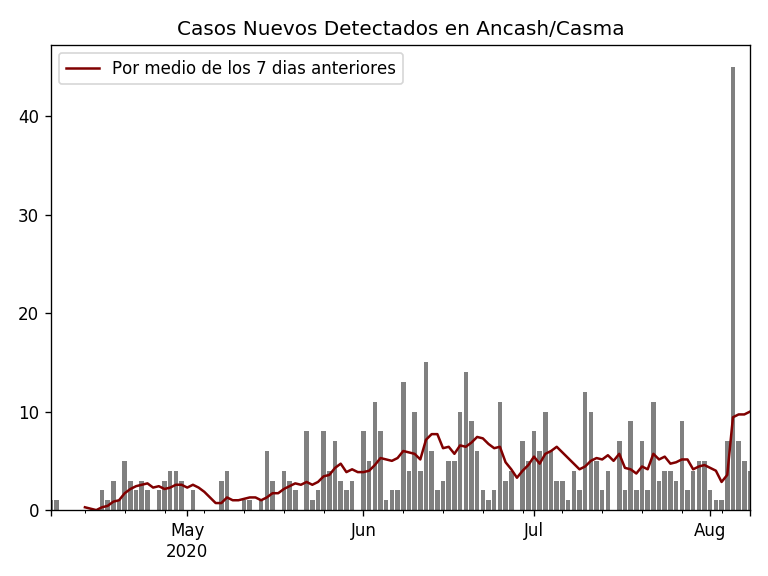 Casos Nuevos Detectados en Ancash/Casma
Por medio de los 7 dias anteriores
40
30
20
10
0
May
2020
Jun
Jul
Aug